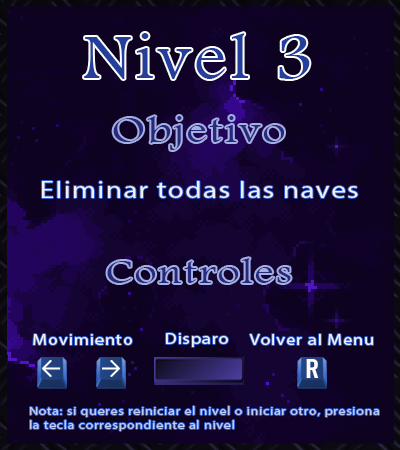 Nivel 3
Objetivo
Eliminar todas las naves
Controles
Movimiento Disparo Volver al Menu
← → R
Nota: si queres reiniciar el nivel o iniciar otro, presiona
la tecla correspondiente al nivel